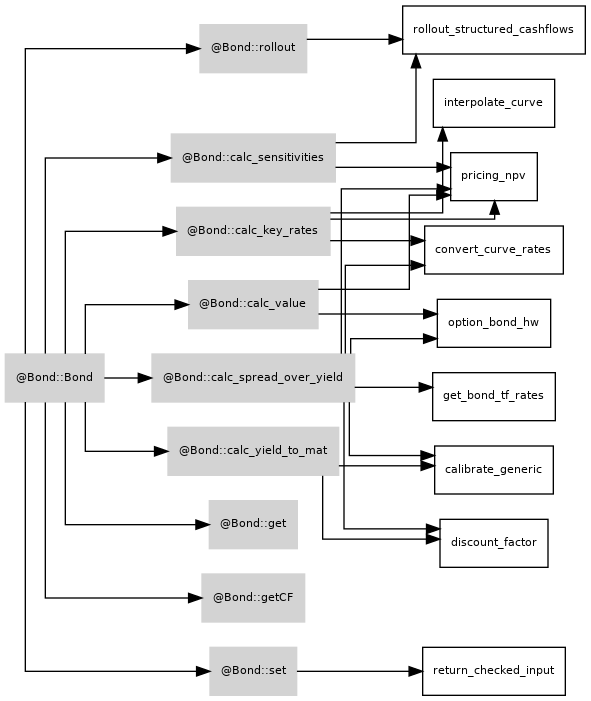 @Bond::rollout
rollout_structured_cashflows
interpolate_curve
@Bond::calc_sensitivities
pricing_npv
@Bond::calc_key_rates
convert_curve_rates
@Bond::calc_value
option_bond_hw
@Bond::Bond
@Bond::calc_spread_over_yield
get_bond_tf_rates
@Bond::calc_yield_to_mat
calibrate_generic
@Bond::get
discount_factor
@Bond::getCF
@Bond::set
return_checked_input